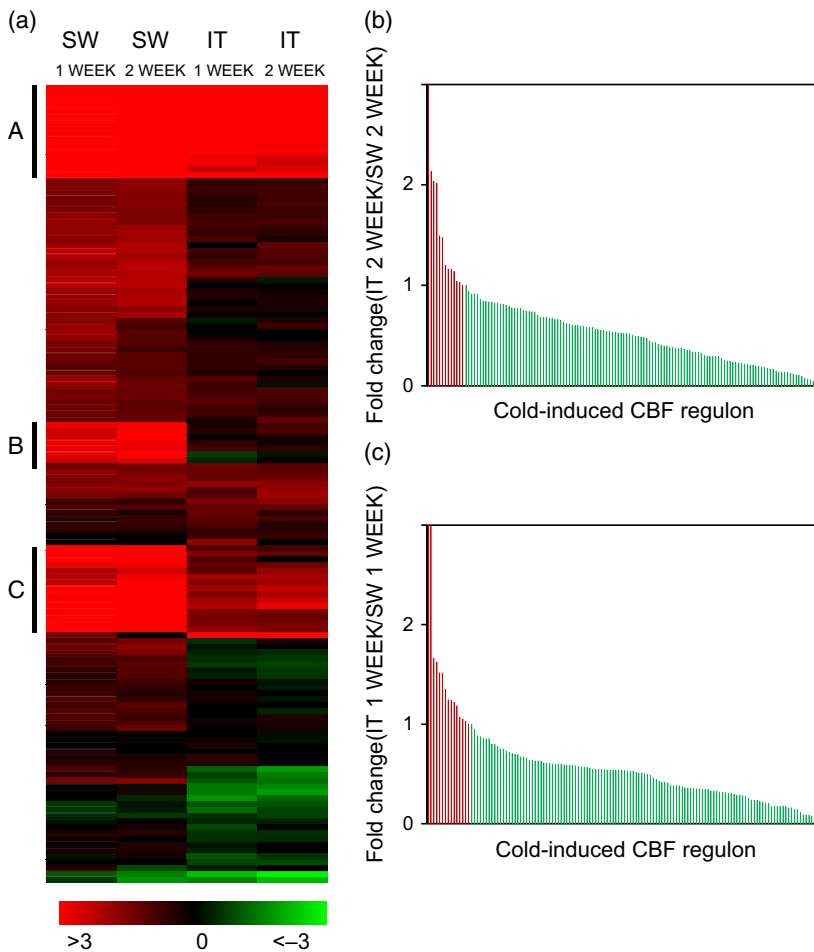 (a)
SW SW IT IT
1 WEEK 2 WEEK 1 WEEK 2 WEEK
A
B
C
>3 0 <–3
(b)
Fold change(IT 2 WEEK/SW 2 WEEK)
2
1
0
Cold-induced CBF regulon
(c)
Fold change(IT 1 WEEK/SW 1 WEEK)
2
1
0
Cold-induced CBF regulon